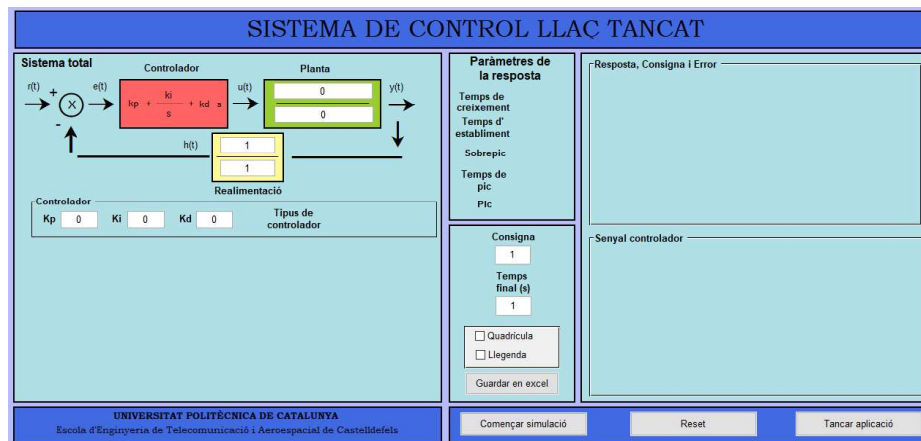 SISTEMA DE CONTROL LLAÇ TANCAT
Sistema total
Controlador
Planta
r(t)
+
e(t)
X
-
kp + ki / s + kd s
u(t)
0
0
y(t)
h(t)
1
1
Realimentació
Controlador
Kp 0 Ki 0 Kd 0 Tipus de
controlador
Paràmetres de
la resposta
Temps de
creixement
Temps d'
establiment
Sobrepic
Temps de
pic
Pic
Consigna
1
Temps
final (s)
1
Quadrícula
Llegenda
Guardar en excel
Resposta, Consigna i Error
Senyal controlador
UNIVERSITAT POLITÈCNICA DE CATALUNYA
Escola d'Enginyeria de Telecomunicació i Aeroespacial de Castelldefels
Començar simulació
Reset
Tancar aplicació